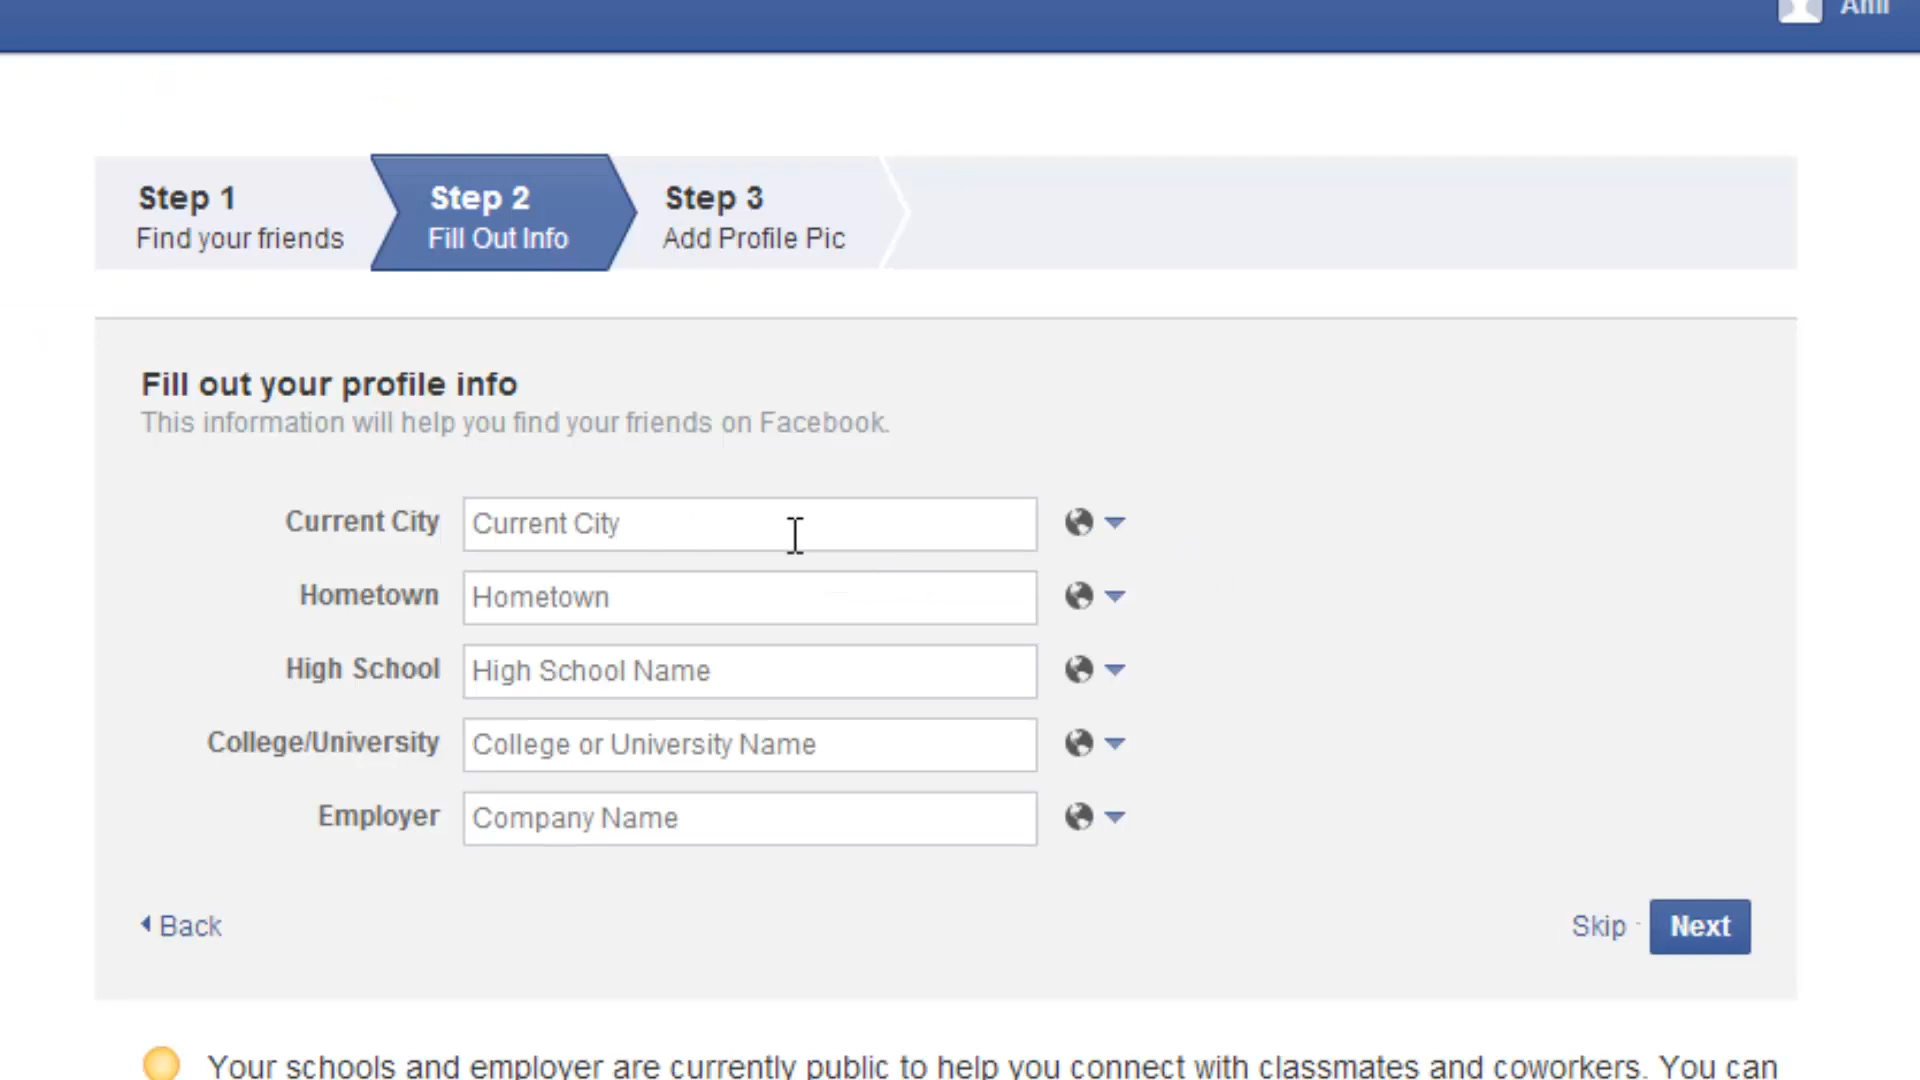 Step 1
Find your friends
Step 2
Fill Out Info
Step 3
Add Profile Pic
Fill out your profile info
This information will help you find your friends on Facebook.
Current City Current City
Hometown Hometown
High School High School Name
College/University College or University Name
Employer Company Name
Back Skip · Next
Your schools and employer are currently public to help you connect with classmates and coworkers. You can